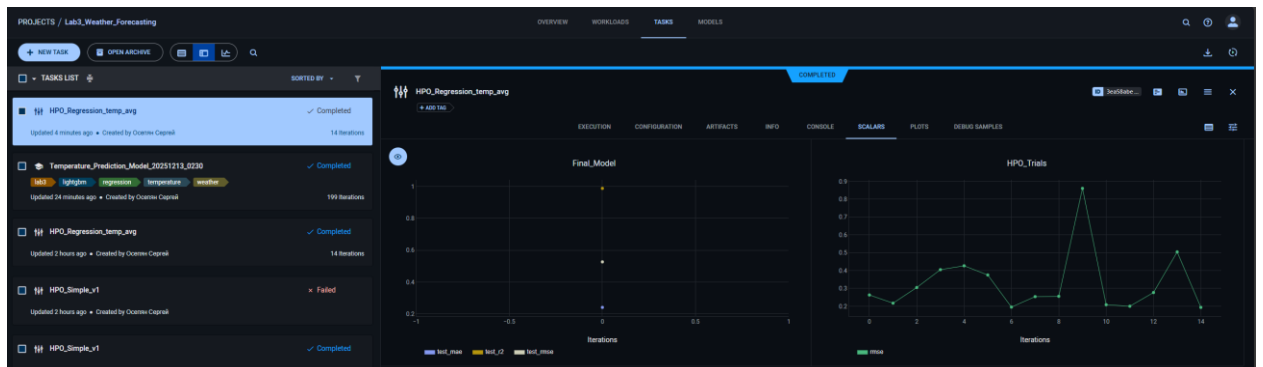 PROJECTS / Lab3_Weather_Forecasting
OVERVIEW WORKLOADS TASKS MODELS
+ NEW TASK
OPEN ARCHIVE
TASKS LIST
SORTED BY
HPO_Regression_temp_avg
Completed
Updated 4 minutes ago ● Created by Осепян Сергей
14 Iterations
Temperature_Prediction_Model_20251213_0230
Completed
lab3 lightgbm regression temperature weather
Updated 24 minutes ago ● Created by Осепян Сергей
199 Iterations
HPO_Regression_temp_avg
Completed
Updated 2 hours ago ● Created by Осепян Сергей
14 Iterations
HPO_Simple_v1
Failed
Updated 2 hours ago ● Created by Осепян Сергей
HPO_Simple_v1
Completed
COMPLETED
HPO_Regression_temp_avg
+ ADD TAG
ID
EXECUTION CONFIGURATION ARTIFACTS INFO CONSOLE SCALARS PLOTS DEBUG SAMPLES
Final_Model
1
0.8
0.6
0.4
0.2
−1 −0.5 0 0.5 1
Iterations
test_mae test_r2 test_rmse
HPO_Trials
0.9
0.8
0.7
0.6
0.5
0.4
0.3
0.2
0 2 4 6 8 10 12 14
Iterations
rmse